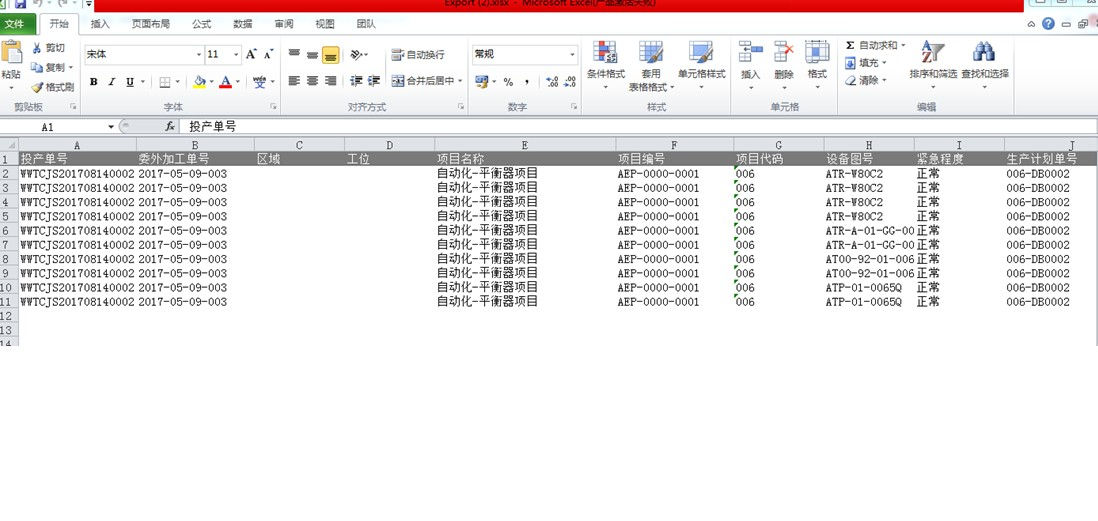 Export (2).xlsx - Microsoft Excel(产品激活失败)
文件 开始 插入 页面布局 公式 数据 审阅 视图 团队
剪切 宋体 11 自动换行 常规 Σ 自动求和
粘贴 复制 条件格式 套用 表格格式 单元格样式 插入 删除 格式 填充 排序和筛选 查找和选择
格式刷 B I U 合并后居中 % , 清除
剪贴板 字体 对齐方式 数字 样式 单元格 编辑
A1 fx 投产单号
A B C D E F G H I J
1 投产单号 委外加工单号 区域 工位 项目名称 项目编号 项目代码 设备图号 紧急程度 生产计划单号
2 WWTCJS201708140002 2017-05-09-003 自动化-平衡器项目 AEP-0000-0001 006 ATR-W80C2 正常 006-DB0002
3 WWTCJS201708140002 2017-05-09-003 自动化-平衡器项目 AEP-0000-0001 006 ATR-W80C2 正常 006-DB0002
4 WWTCJS201708140002 2017-05-09-003 自动化-平衡器项目 AEP-0000-0001 006 ATR-W80C2 正常 006-DB0002
5 WWTCJS201708140002 2017-05-09-003 自动化-平衡器项目 AEP-0000-0001 006 ATR-W80C2 正常 006-DB0002
6 WWTCJS201708140002 2017-05-09-003 自动化-平衡器项目 AEP-0000-0001 006 ATR-A-01-GG-00 正常 006-DB0002
7 WWTCJS201708140002 2017-05-09-003 自动化-平衡器项目 AEP-0000-0001 006 ATR-A-01-GG-00 正常 006-DB0002
8 WWTCJS201708140002 2017-05-09-003 自动化-平衡器项目 AEP-0000-0001 006 AT00-92-01-006 正常 006-DB0002
9 WWTCJS201708140002 2017-05-09-003 自动化-平衡器项目 AEP-0000-0001 006 AT00-92-01-006 正常 006-DB0002
10 WWTCJS201708140002 2017-05-09-003 自动化-平衡器项目 AEP-0000-0001 006 ATP-01-0065Q 正常 006-DB0002
11 WWTCJS201708140002 2017-05-09-003 自动化-平衡器项目 AEP-0000-0001 006 ATP-01-0065Q 正常 006-DB0002
12
13
14